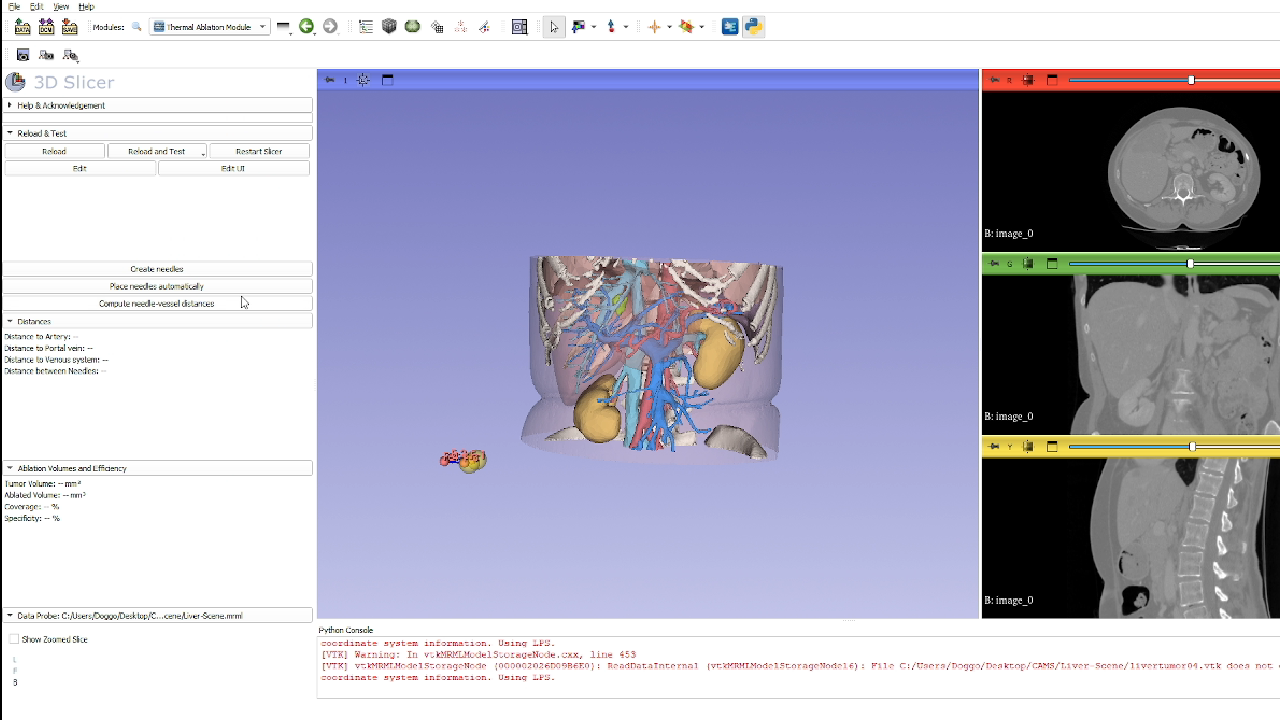 File Edit View Help
DATA DCM SAVE Modules: Thermal Ablation Module
3D Slicer
Help & Acknowledgement
Reload & Test
Reload Reload and Test Restart Slicer
Edit Edit UI
Create needles
Place needles automatically
Compute needle-vessel distances
Distances
Distance to Artery: --
Distance to Portal vein: --
Distance to Venous system: --
Distance between Needles: --
Ablation Volumes and Efficiency
Tumor Volume: -- mm³
Ablated Volume: -- mm³
Coverage: -- %
Specificity: -- %
Data Probe: C:/Users/Doggo/Desktop/C...cene/Liver-Scene.mrml
Show Zoomed Slice
L
F
B
1
R
B: image_0
G
B: image_0
Y
B: image_0
Python Console
coordinate system information. Using LPS.
[VTK] Warning: In vtkMRMLModelStorageNode.cxx, line 453
[VTK] vtkMRMLModelStorageNode (000002026D09B6E0): ReadDataInternal (vtkMRMLModelStorageNode6): File C:/Users/Doggo/Desktop/CAMS/Liver-Scene/livertumor04.vtk does not
coordinate system information. Using LPS.